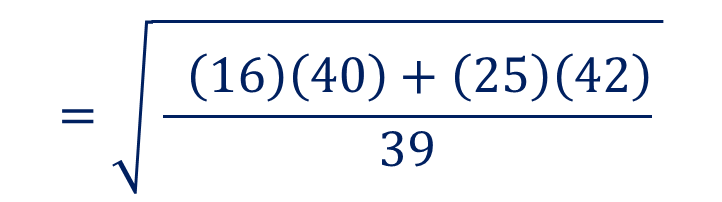 = √((16)(40) + (25)(42) / 39)